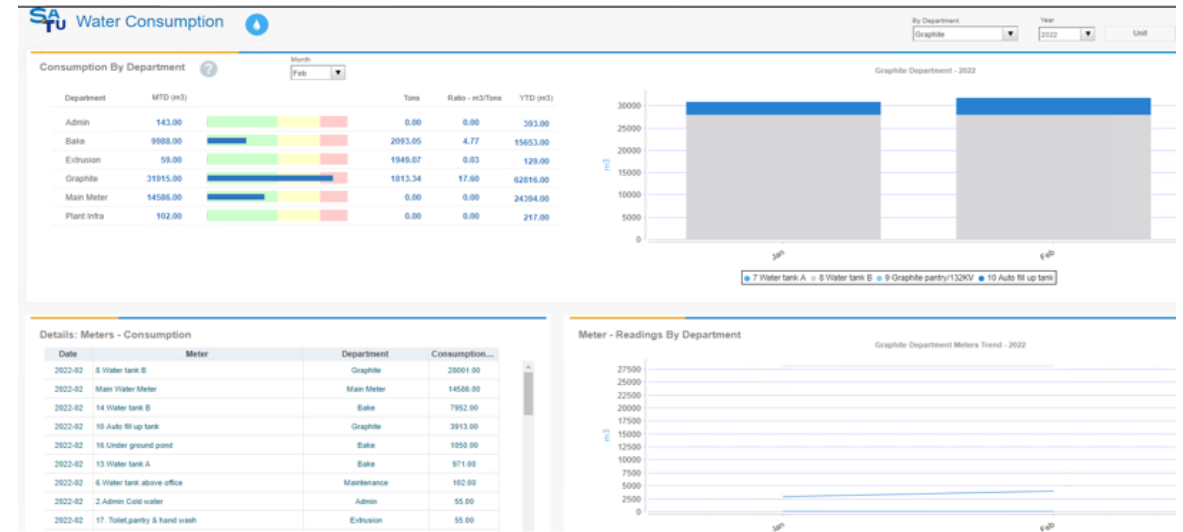 SATU Water Consumption
By Department
Graphite
Year
2022
Unit
Consumption By Department ?
Month
Feb
Department MTD (m3) Tons Ratio - m3/Tons YTD (m3)
Admin 143.00 0.00 0.00 393.00
Bake 9988.00 2093.05 4.77 15653.00
Extrusion 59.00 1949.07 0.03 129.00
Graphite 31915.00 1813.34 17.60 62816.00
Main Meter 14586.00 0.00 0.00 24394.00
Plant Infra 102.00 0.00 0.00 217.00
Graphite Department - 2022
30000
25000
20000
15000
10000
5000
0
m3
Jan Feb
7 Water tank A 8 Water tank B 9 Graphite pantry/132KV 10 Auto fill up tank
Details: Meters - Consumption
Date Meter Department Consumption...
2022-02 8.Water tank B Graphite 28001.00
2022-02 Main Water Meter Main Meter 14586.00
2022-02 14.Water tank B Bake 7952.00
2022-02 10.Auto fill up tank Graphite 3913.00
2022-02 16.Under ground pond Bake 1050.00
2022-02 13.Water tank A Bake 971.00
2022-02 6.Water tank above office Maintenance 102.00
2022-02 2.Admin Cold water Admin 55.00
2022-02 17. Toilet,pantry & hand wash Extrusion 55.00
Meter - Readings By Department
Graphite Department Meters Trend - 2022
27500
25000
22500
20000
17500
15000
12500
10000
7500
5000
2500
0
m3
Jan Feb